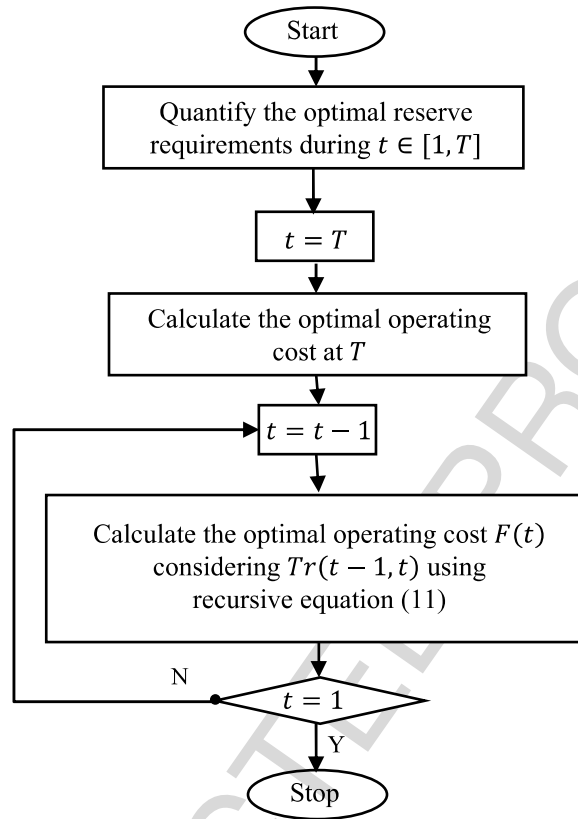 Start
Quantify the optimal reserve
requirements during t ∈ [1, T]
t = T
Calculate the optimal operating
cost at T
t = t − 1
Calculate the optimal operating cost F(t)
considering Tr(t − 1, t) using
recursive equation (11)
N
t = 1
Y
Stop